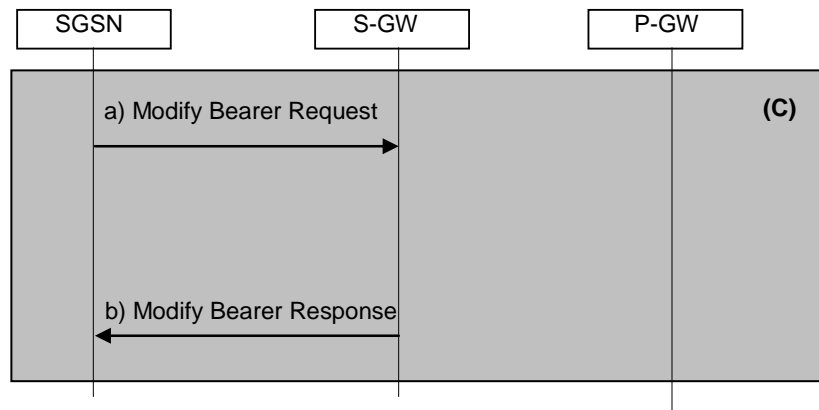 SGSN
S-GW
P-GW
(C)
a) Modify Bearer Request
b) Modify Bearer Response